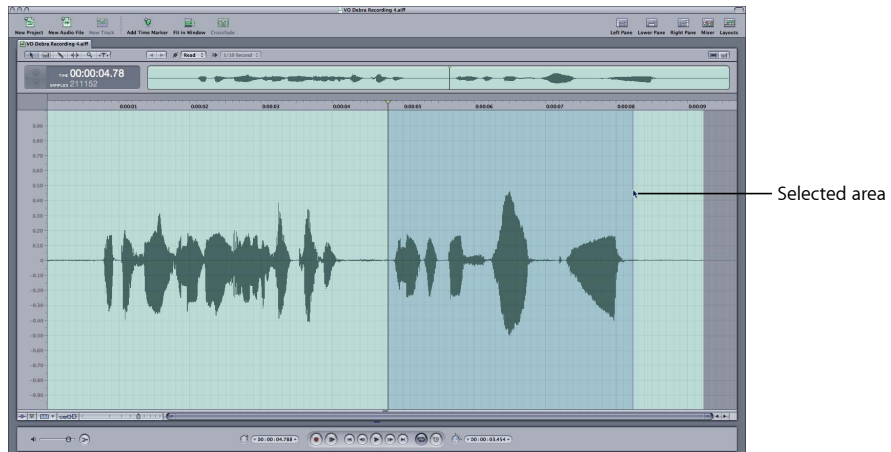 VO Debra Recording 4.aiff
New Project New Audio File New Track Add Time Marker Fit in Window Crossfade Left Pane Lower Pane Right Pane Mixer Layouts
VO Debra Recording 4.aiff
Read 1/10 Second
TIME 00:00:04.78
SAMPLES 211152
0:00:01 0:00:02 0:00:03 0:00:04 0:00:05 0:00:06 0:00:07 0:00:08 0:00:09
0.90
0.80
0.70
0.60
0.50
0.40
0.30
0.20
0.10
0
-0.10
-0.20
-0.30
-0.40
-0.50
-0.60
-0.70
-0.80
-0.90
Selected area
00:00:04.788 00:00:03.454